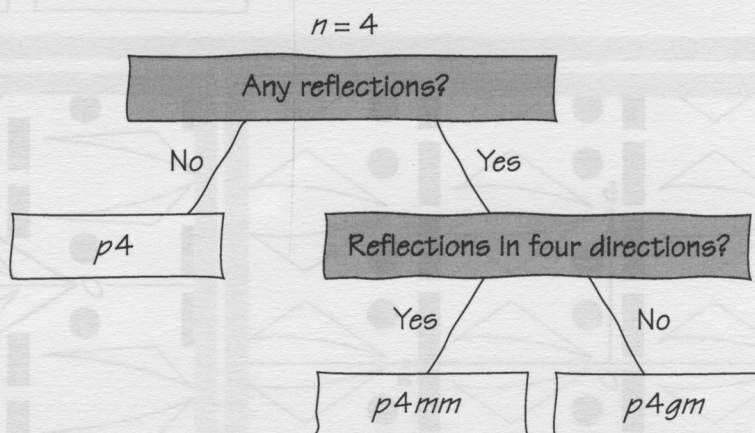 n = 4
Any reflections?
No
Yes
p4
Reflections in four directions?
Yes
No
p4mm
p4gm